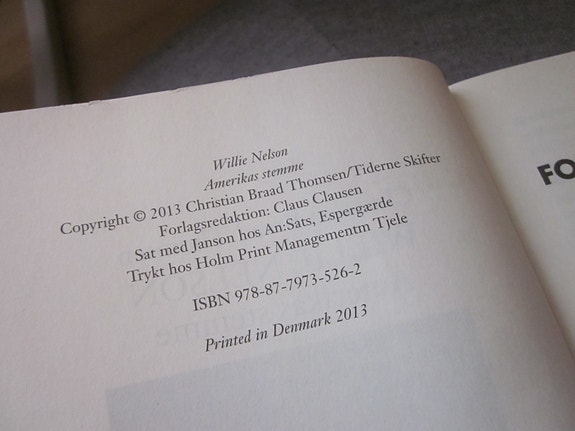 Willie Nelson
Amerikas stemme
Copyright © 2013 Christian Braad Thomsen/Tiderne Skifter
Forlagsredaktion: Claus Clausen
Sat med Janson hos An:Sats, Espergærde
Trykt hos Holm Print Managementm Tjele
ISBN 978-87-7973-526-2
Printed in Denmark 2013
FO